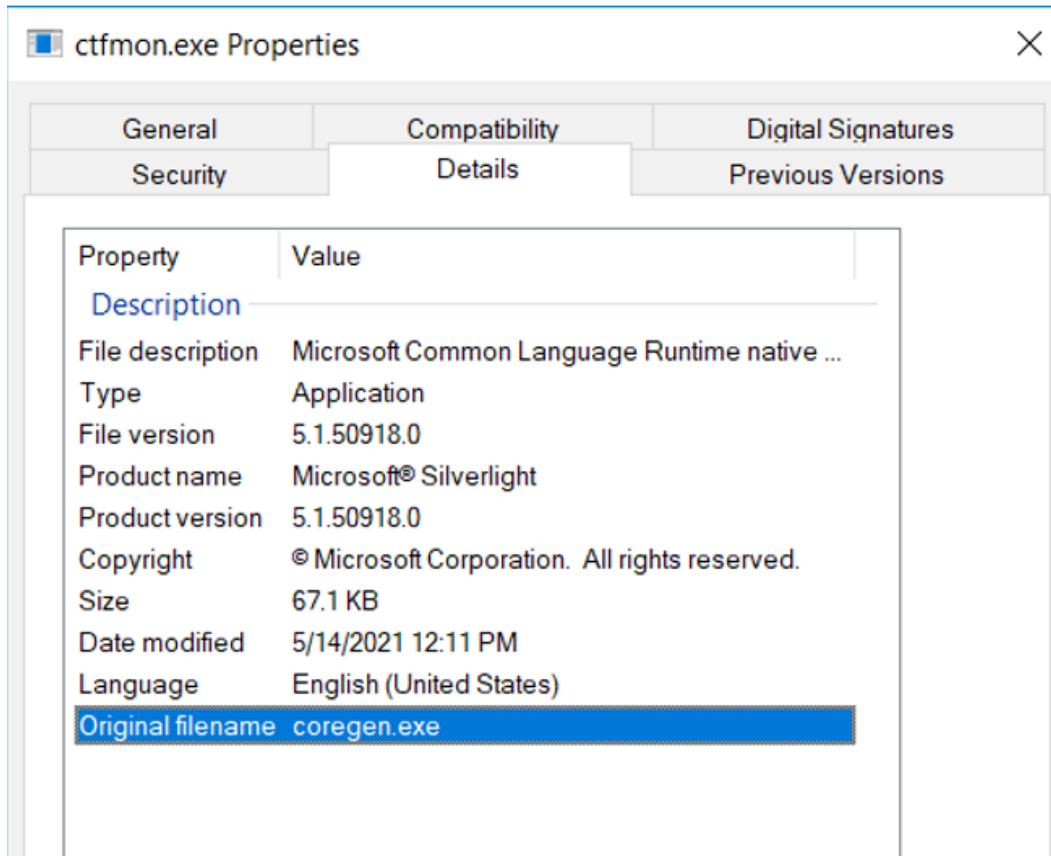 ctfmon.exe Properties
General Compatibility Digital Signatures
Security Details Previous Versions
Property Value
Description
File description Microsoft Common Language Runtime native ...
Type Application
File version 5.1.50918.0
Product name Microsoft® Silverlight
Product version 5.1.50918.0
Copyright © Microsoft Corporation. All rights reserved.
Size 67.1 KB
Date modified 5/14/2021 12:11 PM
Language English (United States)
Original filename coregen.exe